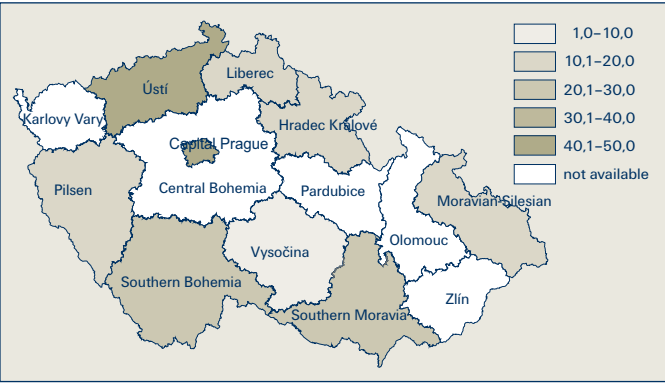 1,0–10,0
10,1–20,0
20,1–30,0
30,1–40,0
40,1–50,0
not available
Liberec
Ústí
Karlovy Vary
Hradec Králové
Capital Prague
Pilsen
Central Bohemia
Pardubice
Moravian-Silesian
Olomouc
Vysočina
Southern Bohemia
Zlín
Southern Moravia